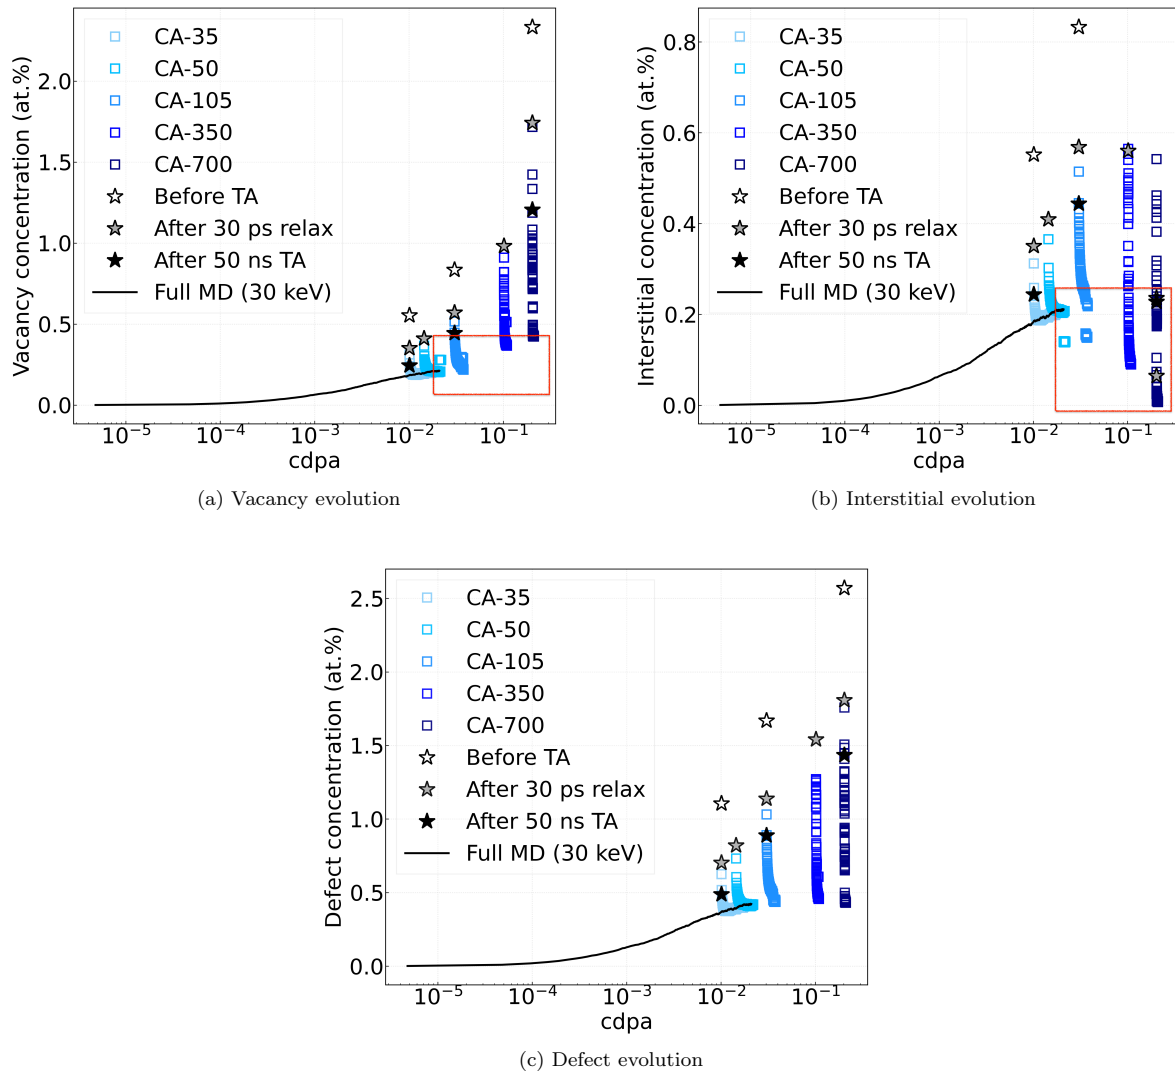 Vacancy concentration (at.%)
2.0
1.5
1.0
0.5
0.0
CA-35
CA-50
CA-105
CA-350
CA-700
Before TA
After 30 ps relax
After 50 ns TA
Full MD (30 keV)
10⁻⁵ 10⁻⁴ 10⁻³ 10⁻² 10⁻¹
cdpa
(a) Vacancy evolution
Interstitial concentration (at.%)
0.8
0.6
0.4
0.2
0.0
CA-35
CA-50
CA-105
CA-350
CA-700
Before TA
After 30 ps relax
After 50 ns TA
Full MD (30 keV)
10⁻⁵ 10⁻⁴ 10⁻³ 10⁻² 10⁻¹
cdpa
(b) Interstitial evolution
Defect concentration (at.%)
2.5
2.0
1.5
1.0
0.5
0.0
CA-35
CA-50
CA-105
CA-350
CA-700
Before TA
After 30 ps relax
After 50 ns TA
Full MD (30 keV)
10⁻⁵ 10⁻⁴ 10⁻³ 10⁻² 10⁻¹
cdpa
(c) Defect evolution